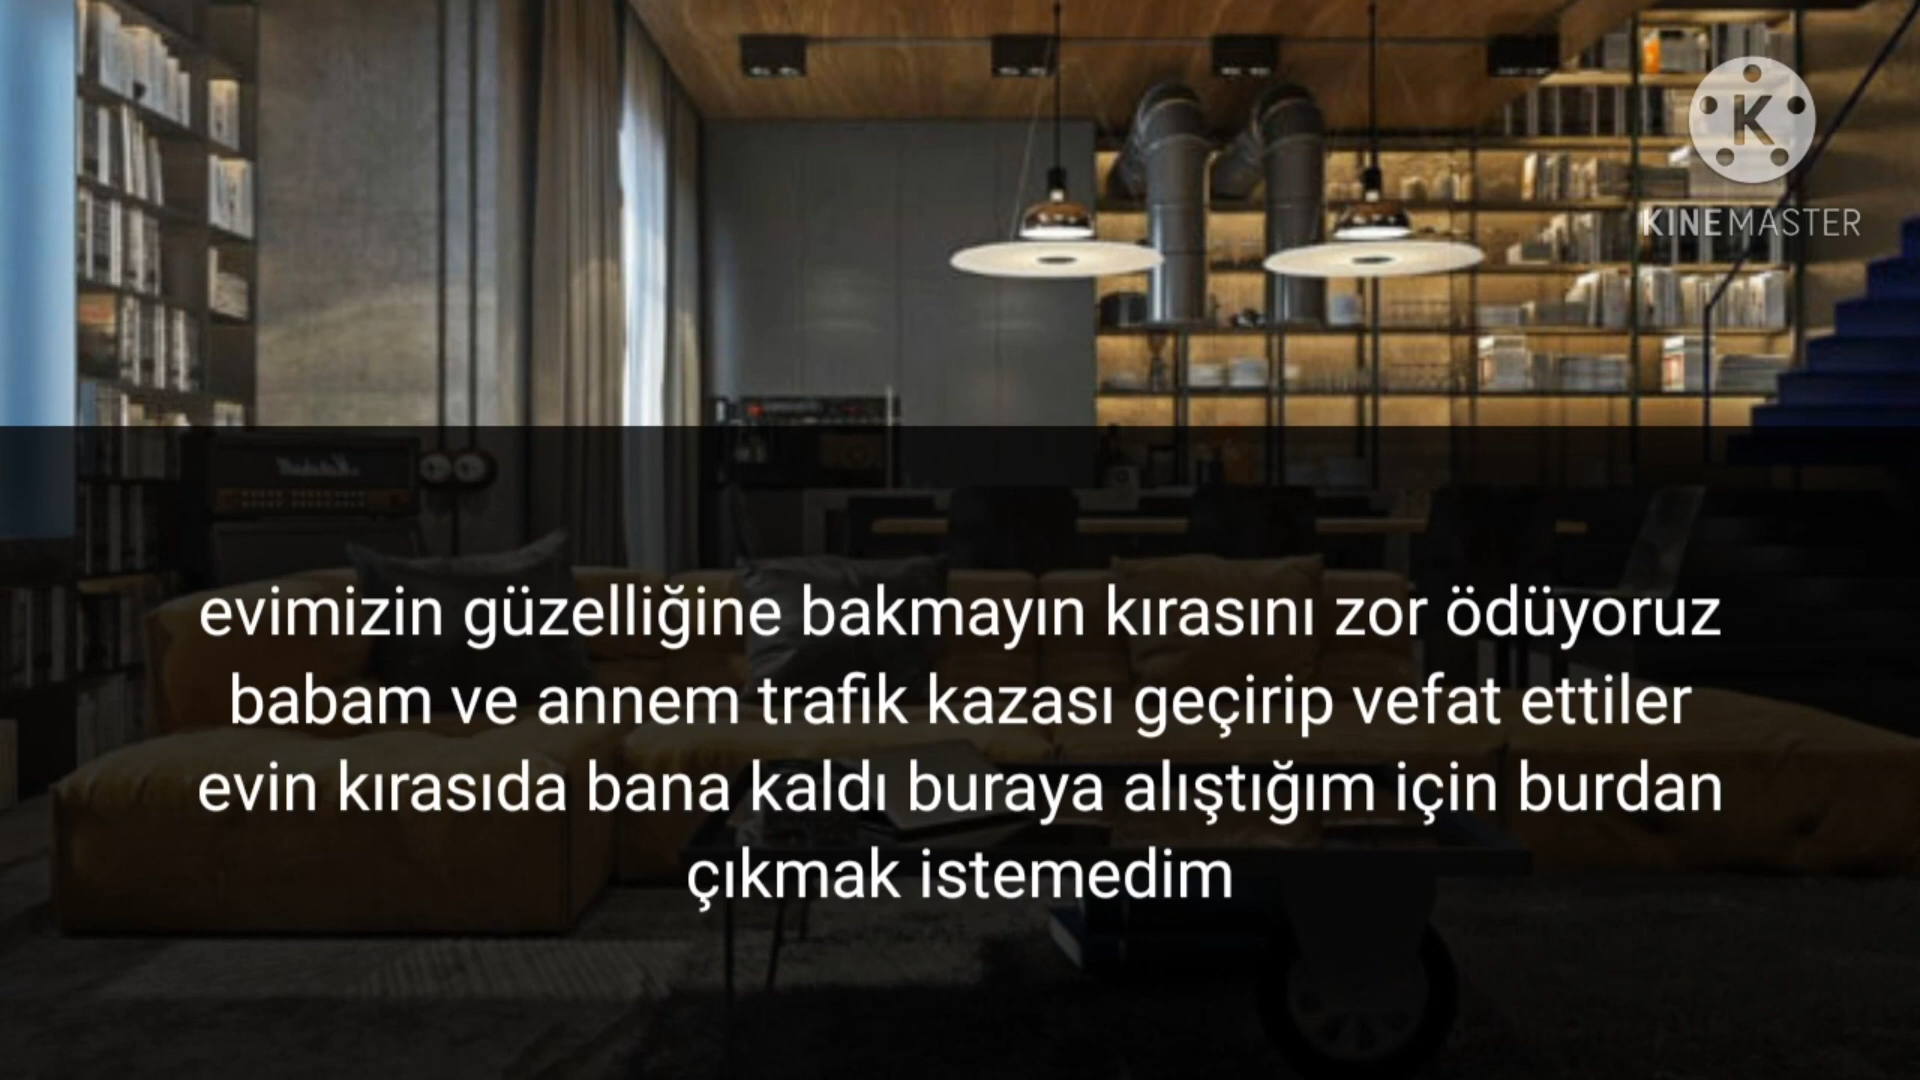 KINEMASTER
evimizin güzelliğine bakmayın kırasını zor ödüyoruz
babam ve annem trafik kazası geçirip vefat ettiler
evin kırasıda bana kaldı buraya alıştığım için burdan
çıkmak istemedim